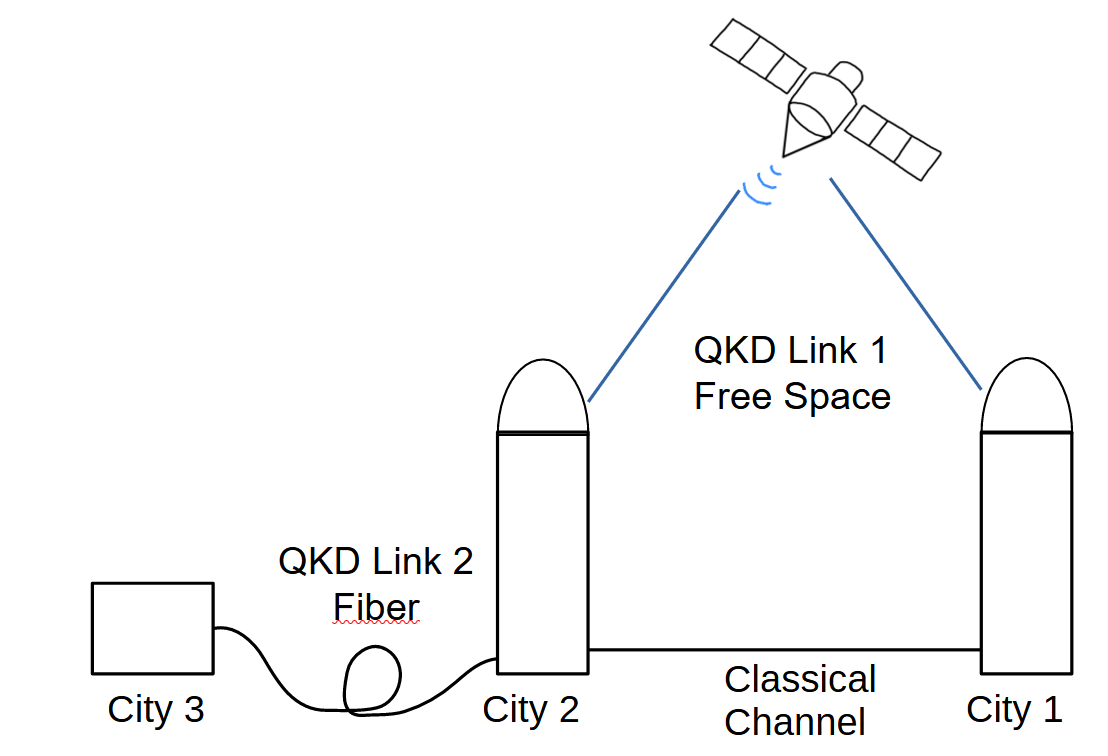 QKD Link 1
Free Space
QKD Link 2
Fiber
Classical
Channel
City 3
City 2
City 1